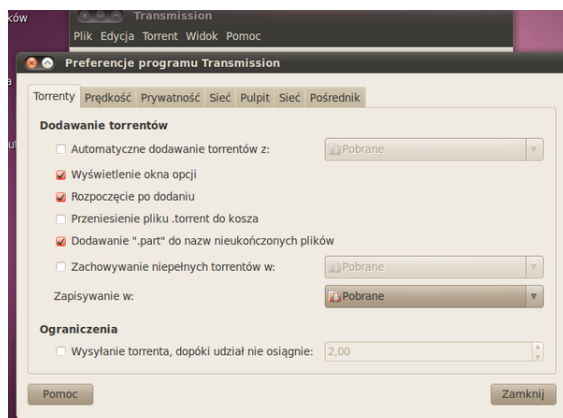 ków
Transmission
Plik Edycja Torrent Widok Pomoc
Preferencje programu Transmission
a
Torrenty Prędkość Prywatność Sieć Pulpit Sieć Pośrednik
Dodawanie torrentów
ut
Automatyczne dodawanie torrentów z: Pobrane
Wyświetlenie okna opcji
Rozpoczęcie po dodaniu
Przeniesienie pliku .torrent do kosza
Dodawanie ".part" do nazw nieukończonych plików
Zachowywanie niepełnych torrentów w: Pobrane
Zapisywanie w: Pobrane
Ograniczenia
Wysyłanie torrenta, dopóki udział nie osiągnie: 2,00
Pomoc Zamknij